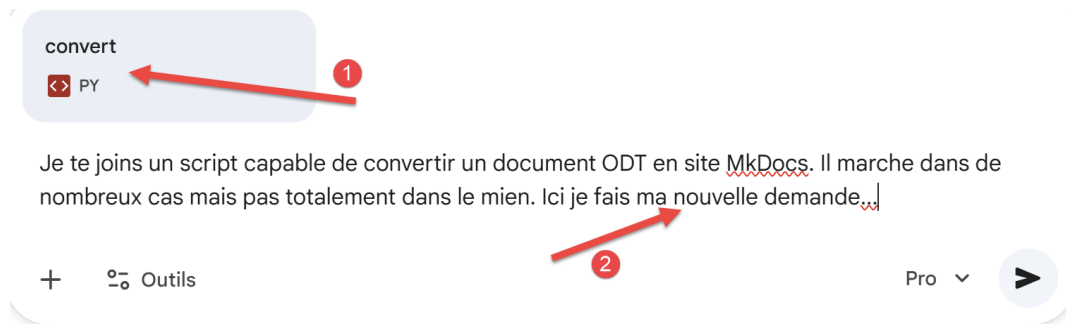 convert
PY
1
Je te joins un script capable de convertir un document ODT en site MkDocs. Il marche dans de
nombreux cas mais pas totalement dans le mien. Ici je fais ma nouvelle demande...
2
Outils
Pro